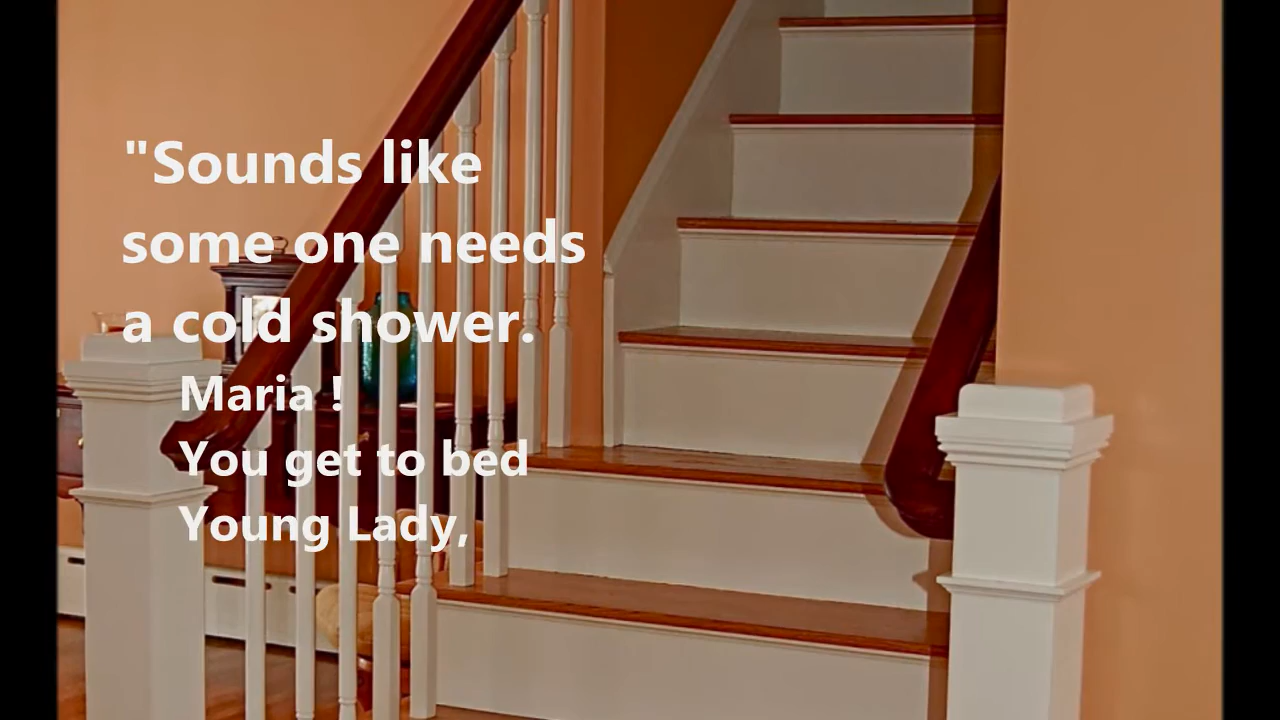 "Sounds like
some one needs
a cold shower.
Maria !
You get to bed
Young Lady,